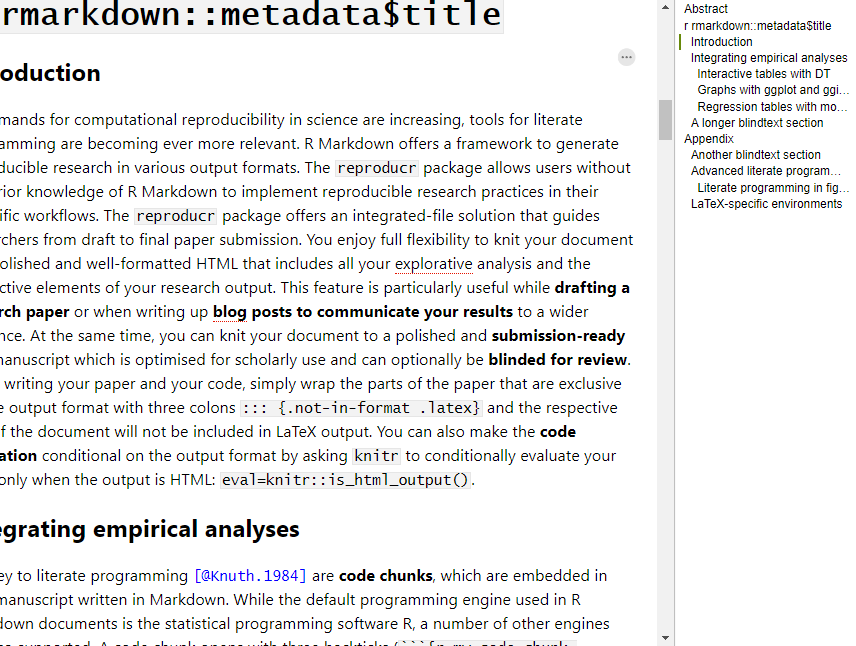 rmarkdown::metadata$title
oduction
mands for computational reproducibility in science are increasing, tools for literate
amming are becoming ever more relevant. R Markdown offers a framework to generate
ducible research in various output formats. The reproducr package allows users without
rior knowledge of R Markdown to implement reproducible research practices in their
ific workflows. The reproducr package offers an integrated-file solution that guides
rchers from draft to final paper submission. You enjoy full flexibility to knit your document
olished and well-formatted HTML that includes all your explorative analysis and the
ctive elements of your research output. This feature is particularly useful while drafting a
rch paper or when writing up blog posts to communicate your results to a wider
nce. At the same time, you can knit your document to a polished and submission-ready
manuscript which is optimised for scholarly use and can optionally be blinded for review.
writing your paper and your code, simply wrap the parts of the paper that are exclusive
e output format with three colons ::: {.not-in-format .latex} and the respective
f the document will not be included in LaTeX output. You can also make the code
ation conditional on the output format by asking knitr to conditionally evaluate your
only when the output is HTML: eval=knitr::is_html_output().
egrating empirical analyses
ey to literate programming [@Knuth.1984] are code chunks, which are embedded in
manuscript written in Markdown. While the default programming engine used in R
down documents is the statistical programming software R, a number of other engines
Abstract
r rmarkdown::metadata$title
Introduction
Integrating empirical analyses
Interactive tables with DT
Graphs with ggplot and ggi...
Regression tables with mo...
A longer blindtext section
Appendix
Another blindtext section
Advanced literate program...
Literate programming in fig...
LaTeX-specific environments